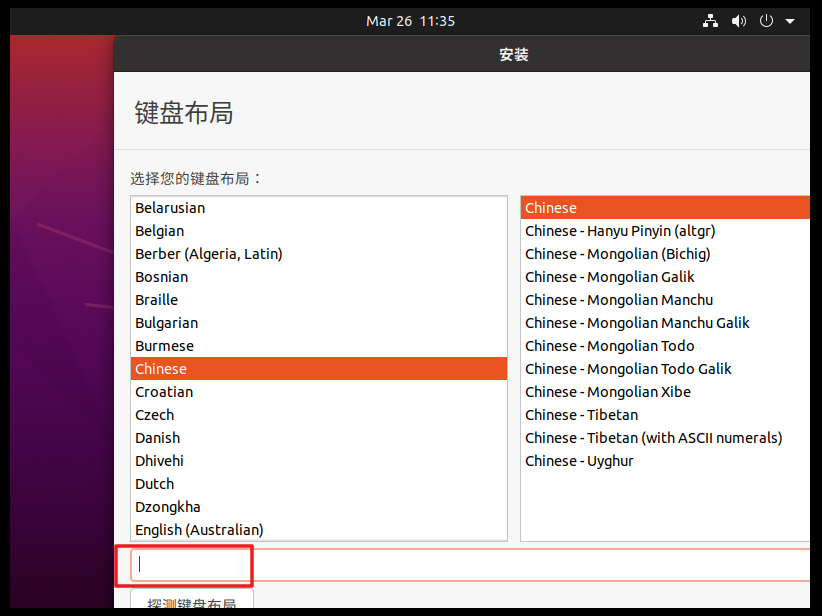 Mar 26 11:35
安装
键盘布局
选择您的键盘布局：
Belarusian
Belgian
Berber (Algeria, Latin)
Bosnian
Braille
Bulgarian
Burmese
Chinese
Croatian
Czech
Danish
Dhivehi
Dutch
Dzongkha
English (Australian)
Chinese
Chinese - Hanyu Pinyin (altgr)
Chinese - Mongolian (Bichig)
Chinese - Mongolian Galik
Chinese - Mongolian Manchu
Chinese - Mongolian Manchu Galik
Chinese - Mongolian Todo
Chinese - Mongolian Todo Galik
Chinese - Mongolian Xibe
Chinese - Tibetan
Chinese - Tibetan (with ASCII numerals)
Chinese - Uyghur
探测键盘布局